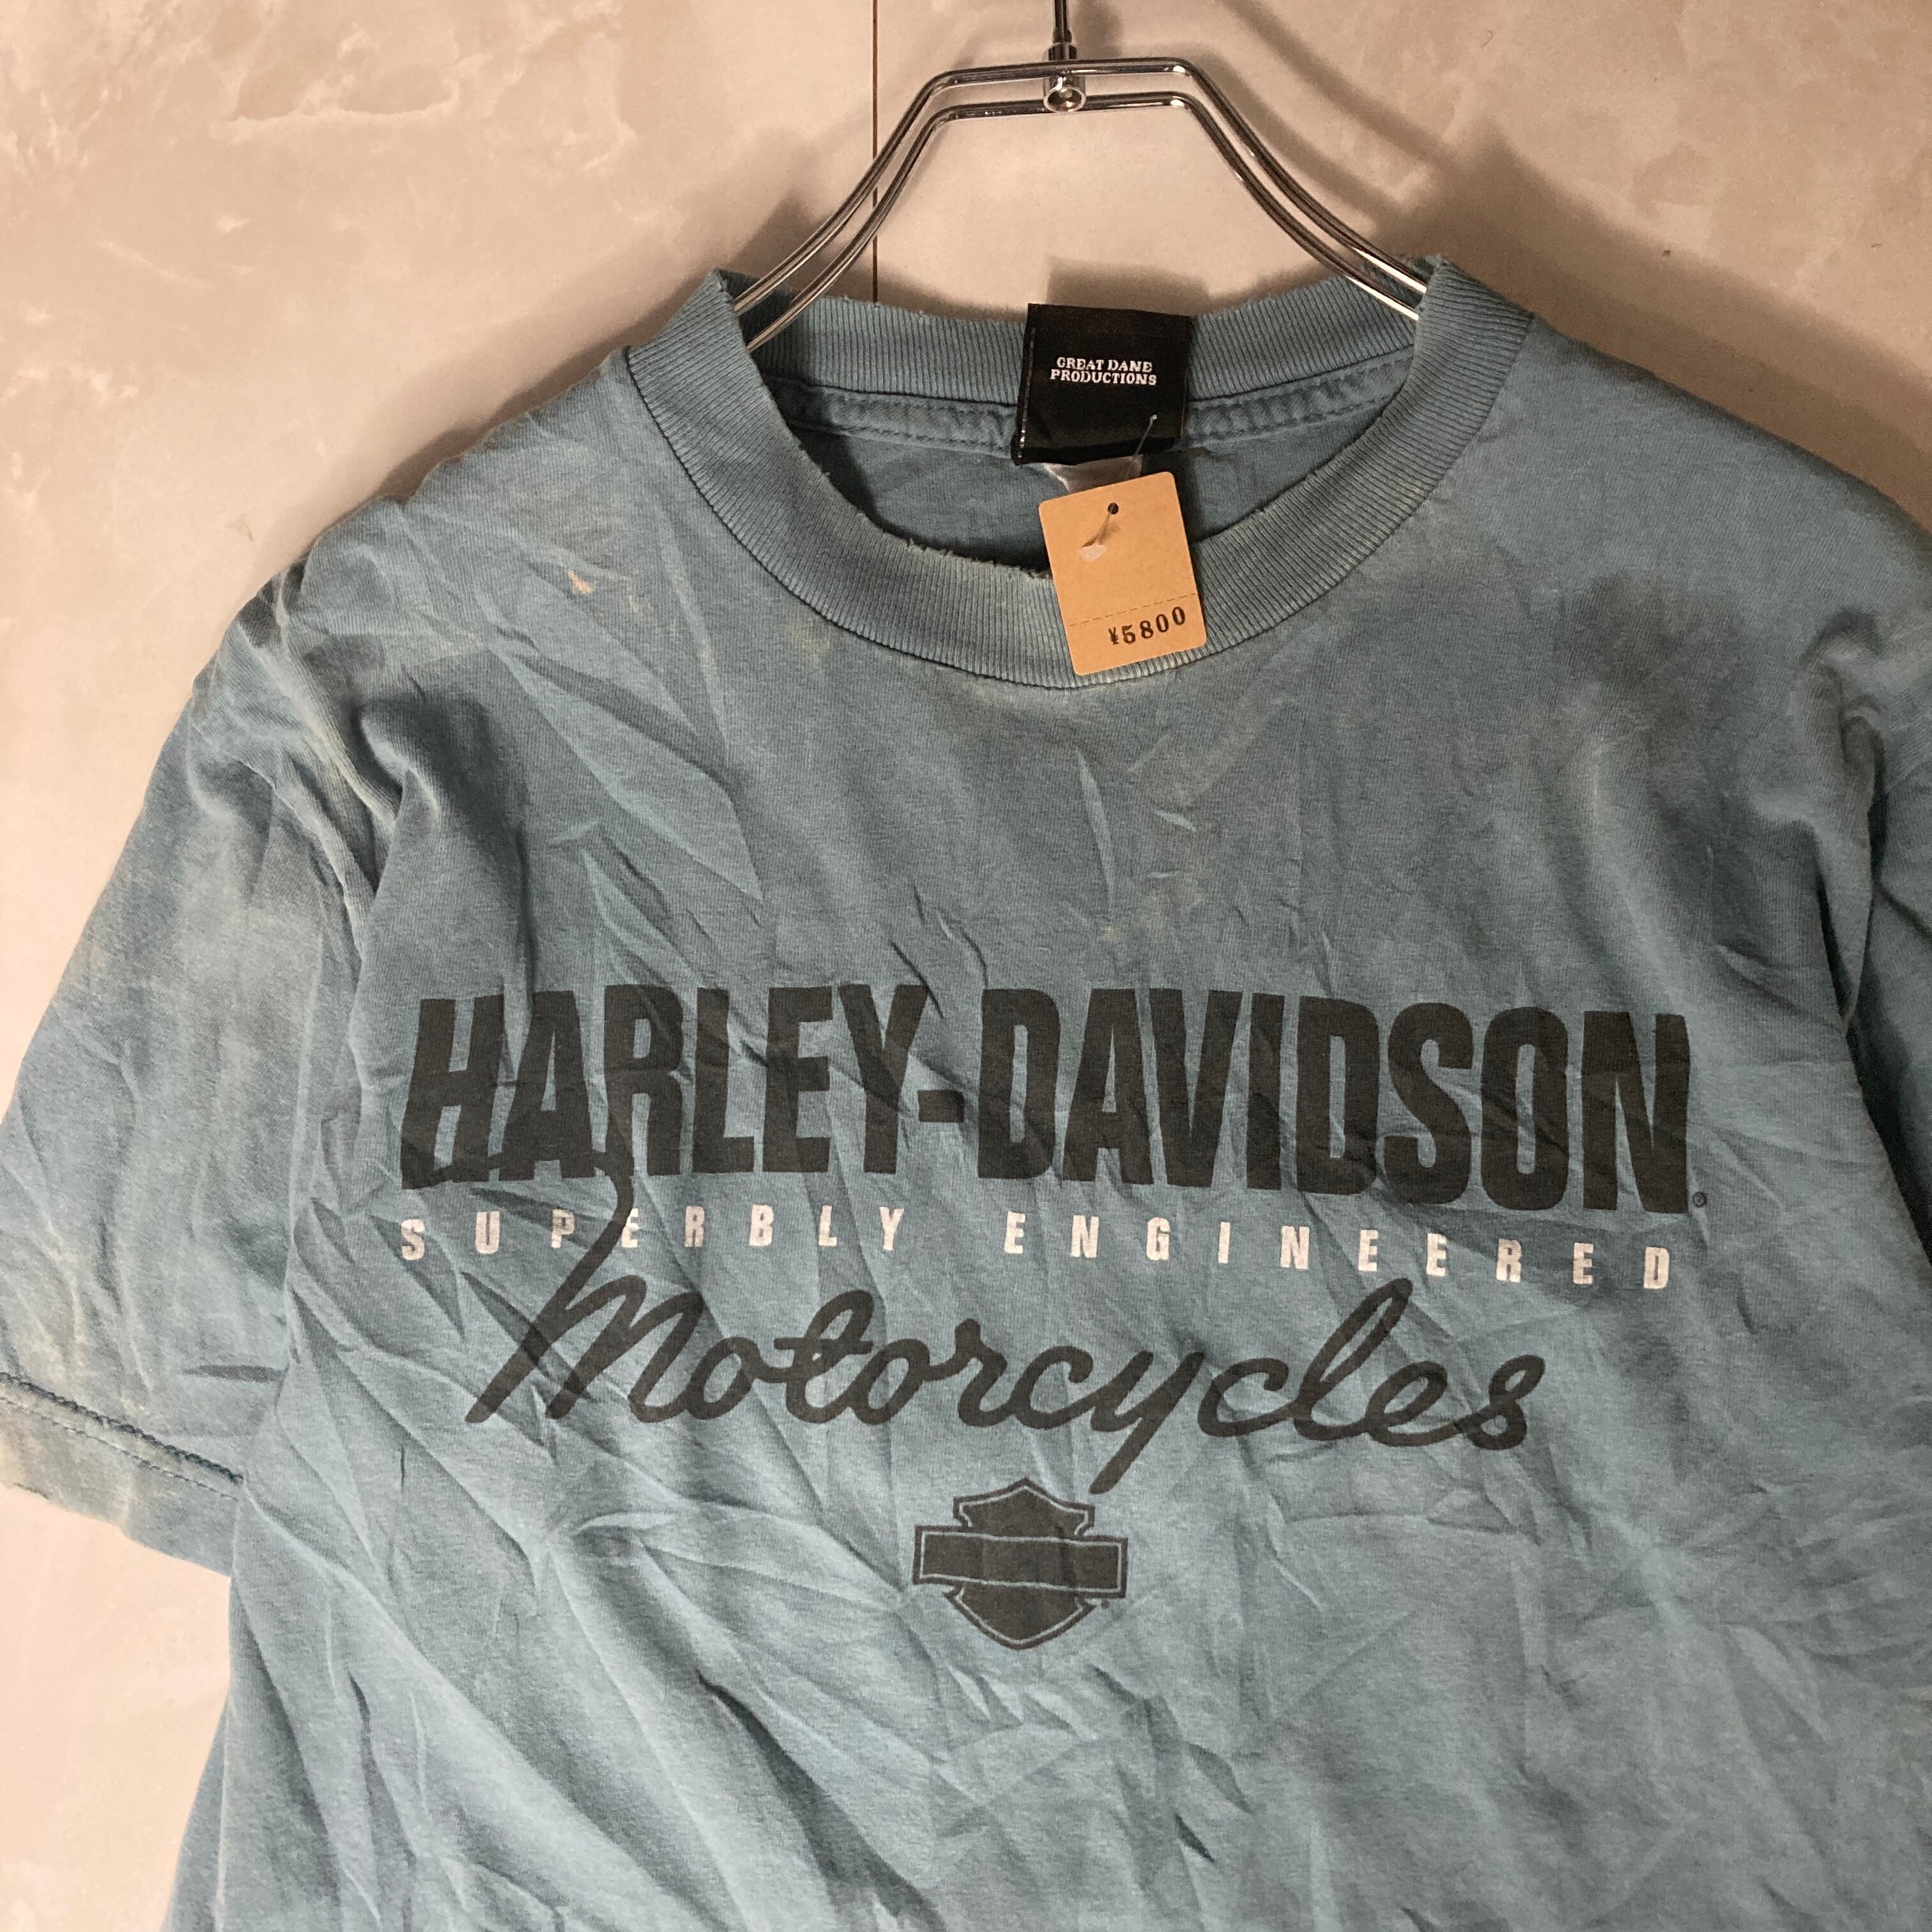 GREAT DANE
PRODUCTIONS
¥5800
HARLEY-DAVIDSON®
SUPERBLY ENGINEERED
Motorcycles